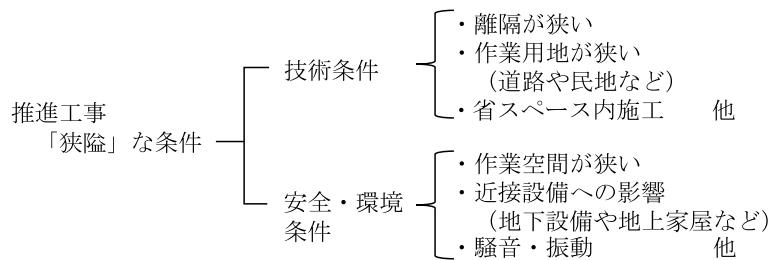 ・離隔が狭い
・作業用地が狭い
技術条件
（道路や民地など）
推進工事
・省スペース内施工　他
「狭隘」な条件
・作業空間が狭い
安全・環境
・近接設備への影響
条件
（地下設備や地上家屋など）
・騒音・振動　他